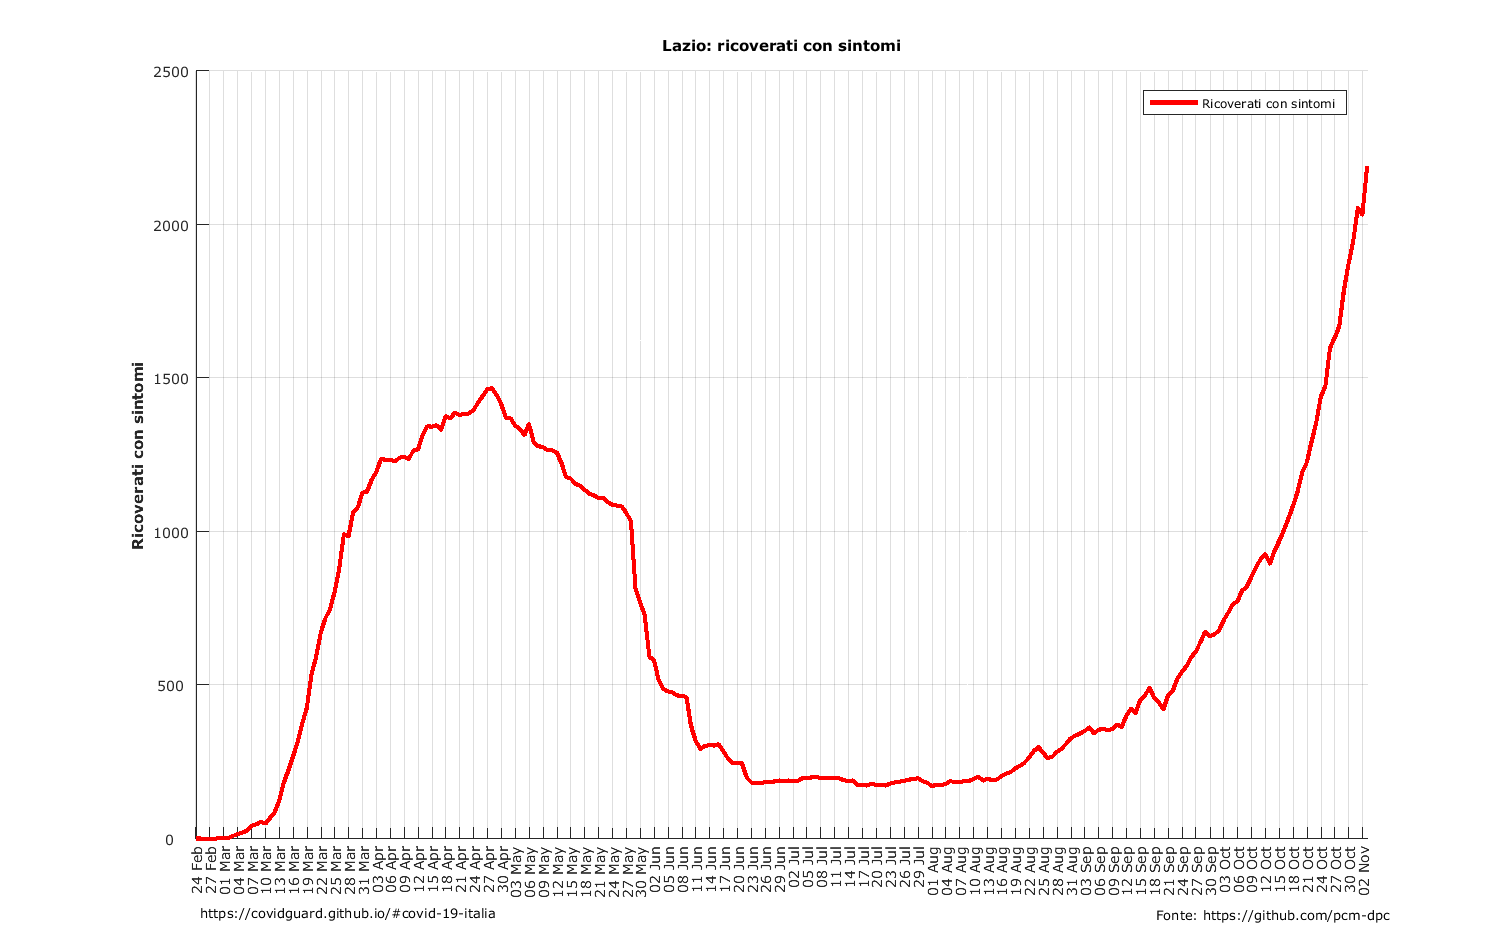 Lazio: ricoverati con sintomi
Ricoverati con sintomi
Ricoverati con sintomi
2500
2000
1500
1000
500
0
24 Feb
27 Feb
01 Mar
04 Mar
07 Mar
10 Mar
13 Mar
16 Mar
19 Mar
22 Mar
25 Mar
28 Mar
31 Mar
03 Apr
06 Apr
09 Apr
12 Apr
15 Apr
18 Apr
21 Apr
24 Apr
27 Apr
30 Apr
03 May
06 May
09 May
12 May
15 May
18 May
21 May
24 May
27 May
30 May
02 Jun
05 Jun
08 Jun
11 Jun
14 Jun
17 Jun
20 Jun
23 Jun
26 Jun
29 Jun
02 Jul
05 Jul
08 Jul
11 Jul
14 Jul
17 Jul
20 Jul
23 Jul
26 Jul
29 Jul
01 Aug
04 Aug
07 Aug
10 Aug
13 Aug
16 Aug
19 Aug
22 Aug
25 Aug
28 Aug
31 Aug
03 Sep
06 Sep
09 Sep
12 Sep
15 Sep
18 Sep
21 Sep
24 Sep
27 Sep
30 Sep
03 Oct
06 Oct
09 Oct
12 Oct
15 Oct
18 Oct
21 Oct
24 Oct
27 Oct
30 Oct
02 Nov
https://covidguard.github.io/#covid-19-italia
Fonte: https://github.com/pcm-dpc